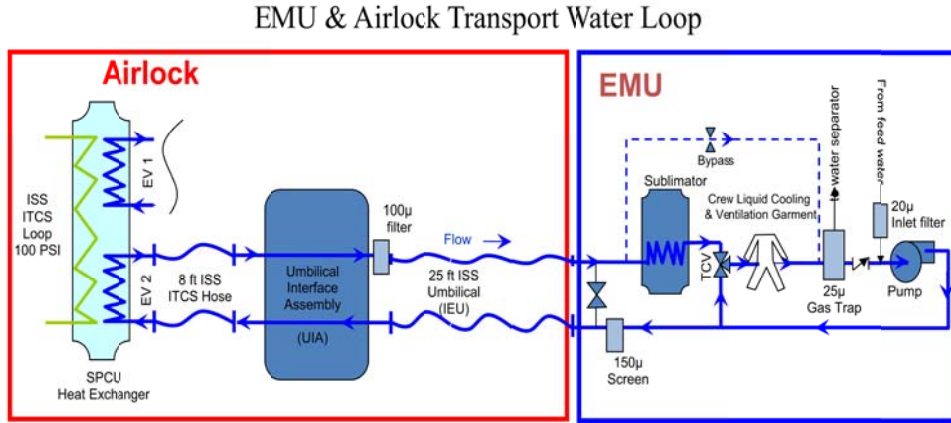 EMU & Airlock Transport Water Loop
Airlock
EMU
ISS
ITCS
Loop
100 PSI
EV 1
EV 2
8 ft ISS
ITCS Hose
SPCU
Heat Exchanger
Umbilical
Interface
Assembly
(UIA)
100μ
filter
Flow
25 ft ISS
Umbilical
(IEU)
Bypass
Sublimator
TCV
Crew Liquid Cooling
& Ventilation Garment
to water separator
From feed water
20μ
Inlet filter
25μ
Gas Trap
Pump
150μ
Screen